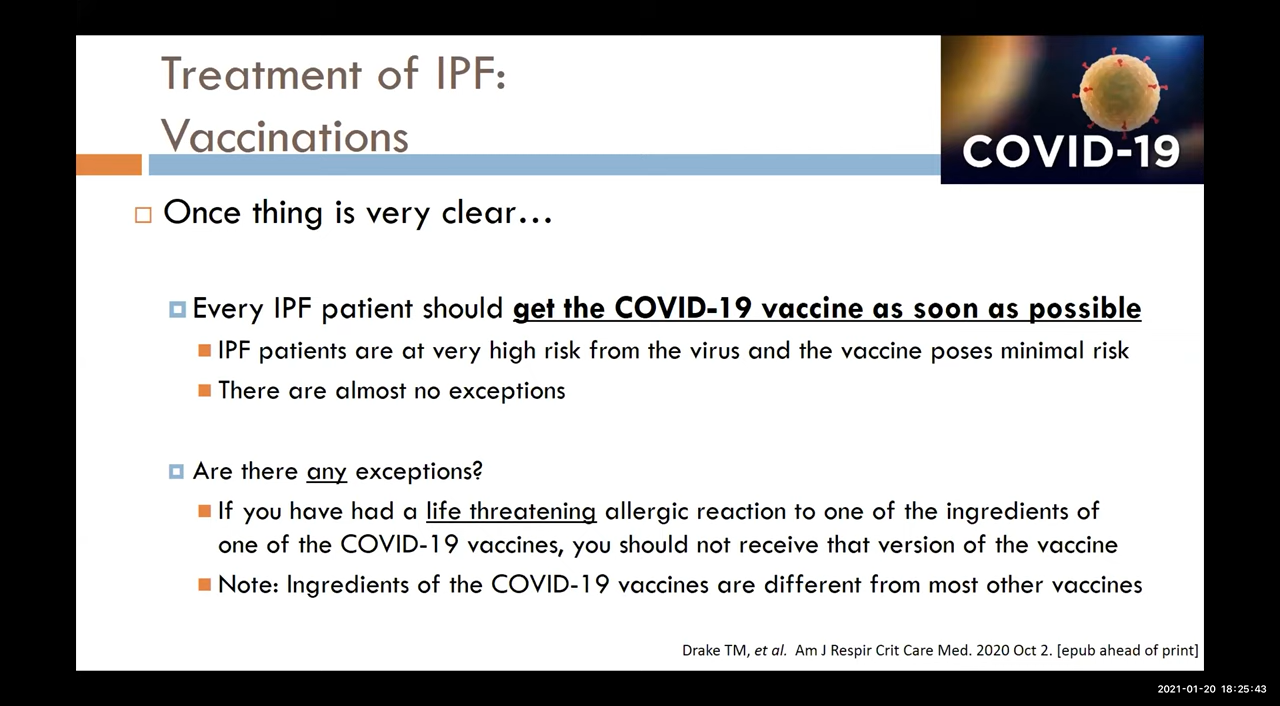 Treatment of IPF:
Vaccinations
COVID-19
Once thing is very clear...
Every IPF patient should get the COVID-19 vaccine as soon as possible
IPF patients are at very high risk from the virus and the vaccine poses minimal risk
There are almost no exceptions
Are there any exceptions?
If you have had a life threatening allergic reaction to one of the ingredients of
one of the COVID-19 vaccines, you should not receive that version of the vaccine
Note: Ingredients of the COVID-19 vaccines are different from most other vaccines
Drake TM, et al. Am J Respir Crit Care Med. 2020 Oct 2. [epub ahead of print]
2021-01-20 18:25:43